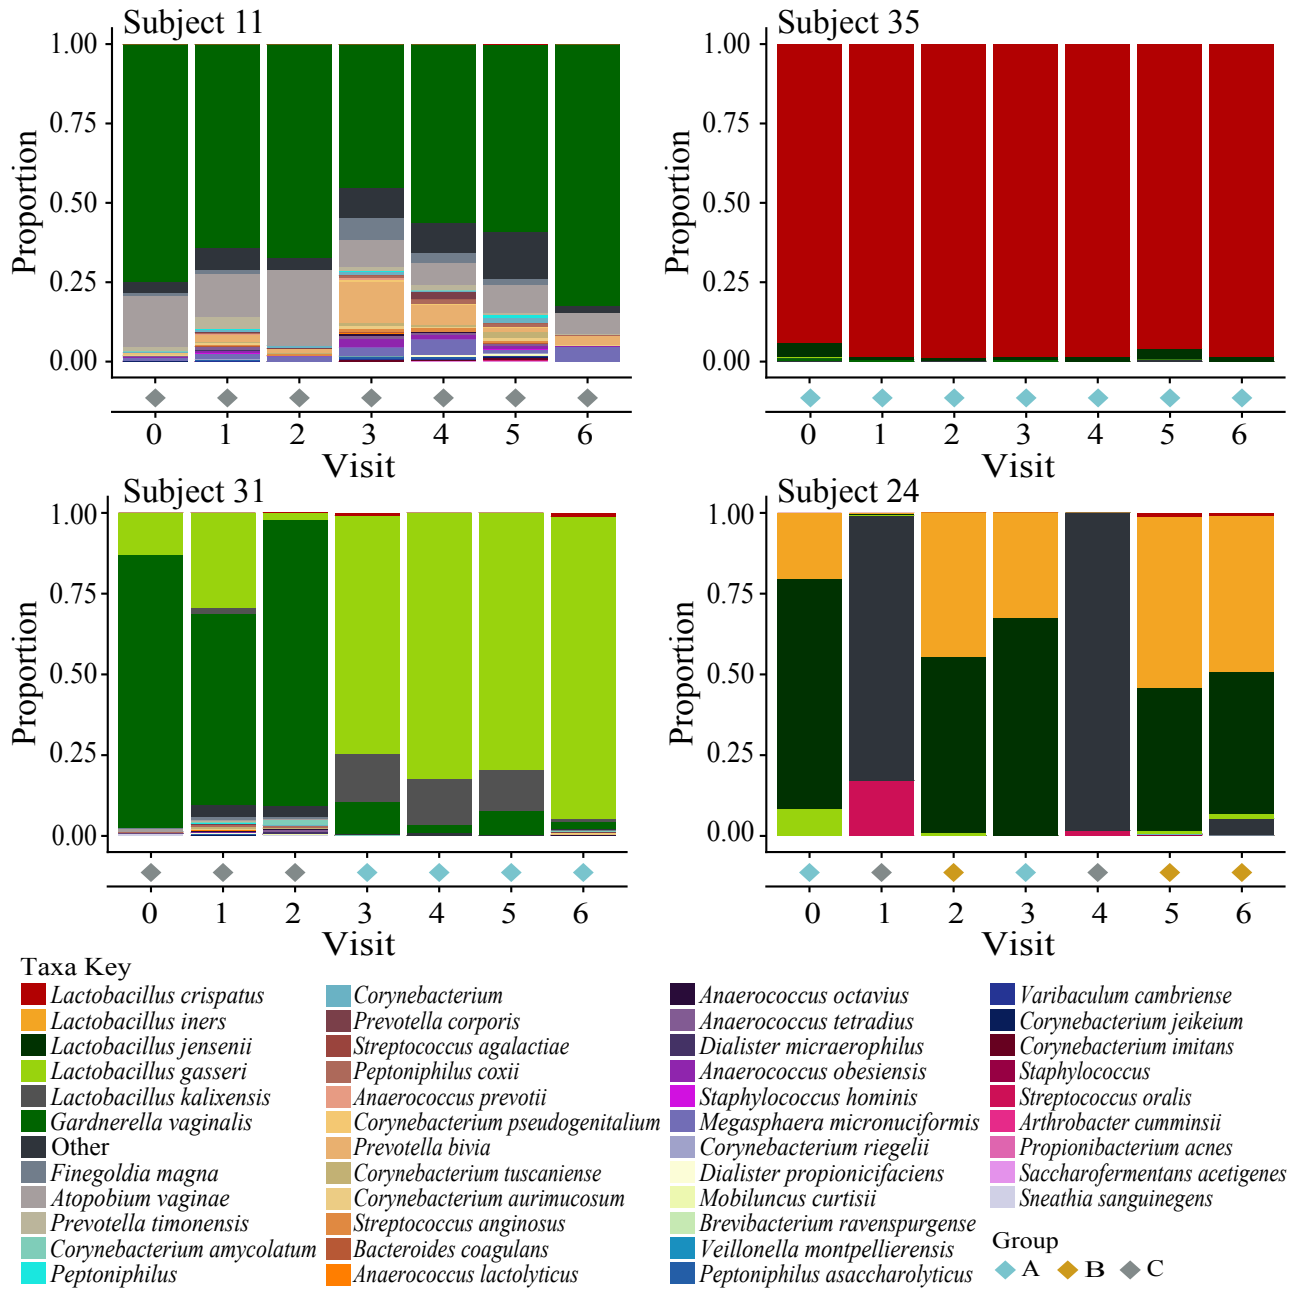 Subject 11
1.00
0.75
0.50
0.25
0.00
Proportion
0 1 2 3 4 5 6
Visit
Subject 35
1.00
0.75
0.50
0.25
0.00
Proportion
0 1 2 3 4 5 6
Visit
Subject 31
1.00
0.75
0.50
0.25
0.00
Proportion
0 1 2 3 4 5 6
Visit
Subject 24
1.00
0.75
0.50
0.25
0.00
Proportion
0 1 2 3 4 5 6
Visit
Taxa Key
Lactobacillus crispatus
Lactobacillus iners
Lactobacillus jensenii
Lactobacillus gasseri
Lactobacillus kalixensis
Gardnerella vaginalis
Other
Finegoldia magna
Atopobium vaginae
Prevotella timonensis
Corynebacterium amycolatum
Peptoniphilus
Corynebacterium
Prevotella corporis
Streptococcus agalactiae
Peptoniphilus coxii
Anaerococcus prevotii
Corynebacterium pseudogenitalium
Prevotella bivia
Corynebacterium tuscaniense
Corynebacterium aurimucosum
Streptococcus anginosus
Bacteroides coagulans
Anaerococcus lactolyticus
Anaerococcus octavius
Anaerococcus tetradius
Dialister micraerophilus
Anaerococcus obesiensis
Staphylococcus hominis
Megasphaera micronuciformis
Corynebacterium riegelii
Dialister propionicifaciens
Mobiluncus curtisii
Brevibacterium ravenspurgense
Veillonella montpellierensis
Peptoniphilus asaccharolyticus
Varibaculum cambriense
Corynebacterium jeikeium
Corynebacterium imitans
Staphylococcus
Streptococcus oralis
Arthrobacter cumminsii
Propionibacterium acnes
Saccharofermentans acetigenes
Sneathia sanguinegens
Group
A B C